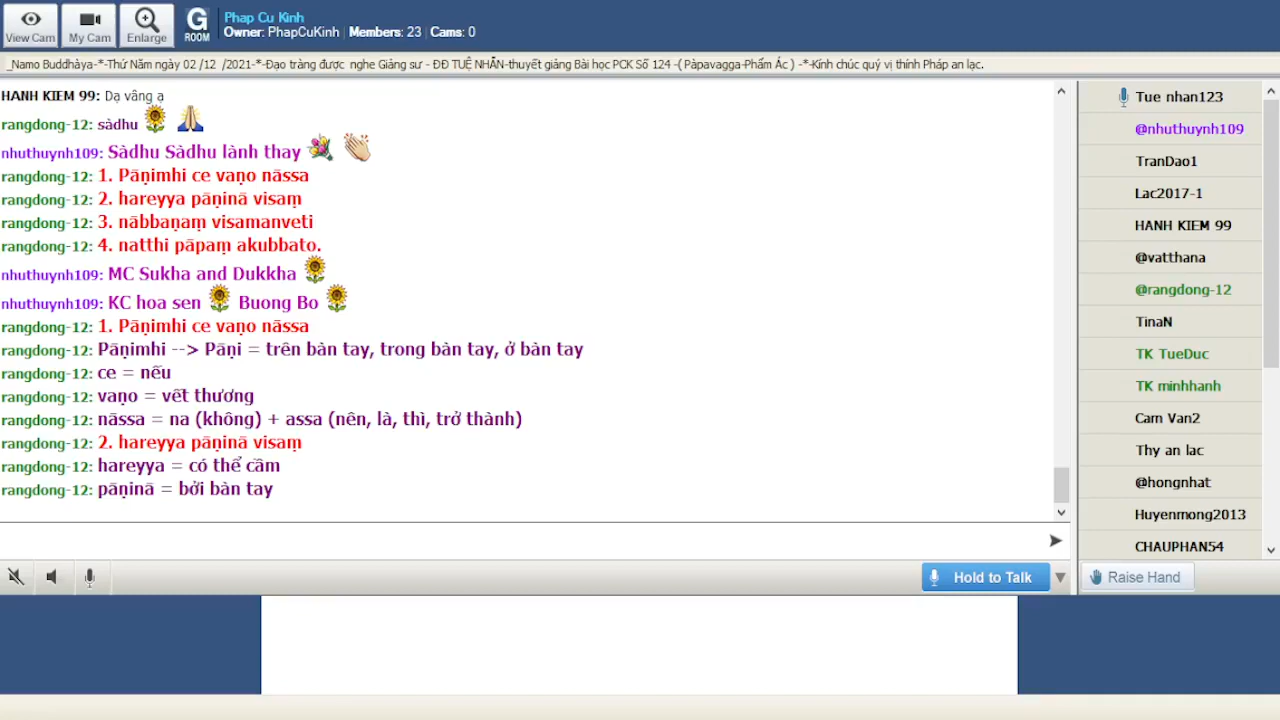 View Cam
My Cam
Enlarge
G
ROOM
Phap Cu Kinh
Owner: PhapCuKinh | Members: 23 | Cams: 0
_Namo Buddhàya-*-Thứ Năm ngày 02 /12 /2021-*-Đạo tràng được nghe Giảng sư - ĐĐ TUỆ NHẪN-thuyết giảng Bài học PCK Số 124 -( Pàpavagga-Phẩm Ác ) -*-Kính chúc quý vị thính Pháp an lạc.
HANH KIEM 99: Dạ vâng ạ
rangdong-12: sàdhu
nhuthuynh109: Sàdhu Sàdhu lành thay
rangdong-12: 1. Pāṇimhi ce vaṇo nāssa
rangdong-12: 2. hareyya pāṇinā visaṃ
rangdong-12: 3. nābbaṇaṃ visamanveti
rangdong-12: 4. natthi pāpaṃ akubbato.
nhuthuynh109: MC Sukha and Dukkha
nhuthuynh109: KC hoa sen Buong Bo
rangdong-12: 1. Pāṇimhi ce vaṇo nāssa
rangdong-12: Pāṇimhi --> Pāṇi = trên bàn tay, trong bàn tay, ở bàn tay
rangdong-12: ce = nếu
rangdong-12: vaṇo = vết thương
rangdong-12: nāssa = na (không) + assa (nên, là, thì, trở thành)
rangdong-12: 2. hareyya pāṇinā visaṃ
rangdong-12: hareyya = có thể cầm
rangdong-12: pāṇinā = bởi bàn tay
Hold to Talk
Tue nhan123
@nhuthuynh109
TranDao1
Lac2017-1
HANH KIEM 99
@vatthana
@rangdong-12
TinaN
TK TueDuc
TK minhhanh
Cam Van2
Thy an lac
@hongnhat
Huyenmong2013
CHAUPHAN54
Raise Hand